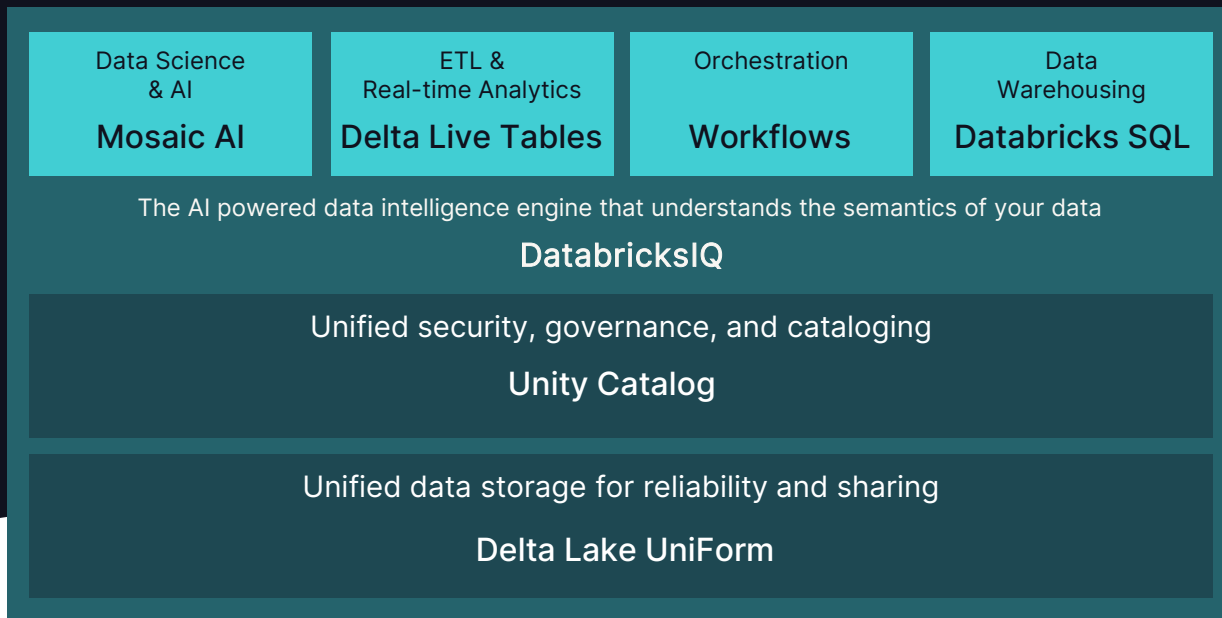 Data Science
& AI
Mosaic AI
ETL &
Real-time Analytics
Delta Live Tables
Orchestration
Workflows
Data
Warehousing
Databricks SQL
The AI powered data intelligence engine that understands the semantics of your data
DatabricksIQ
Unified security, governance, and cataloging
Unity Catalog
Unified data storage for reliability and sharing
Delta Lake UniForm